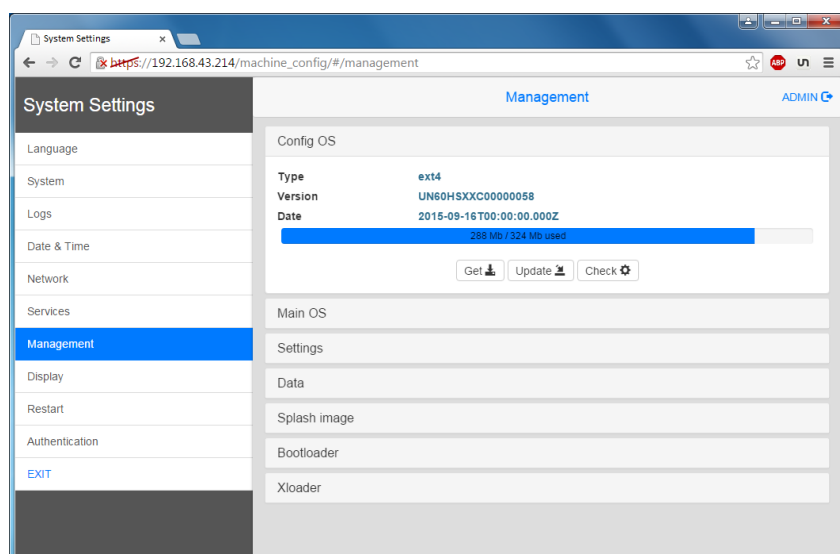 System Settings
https://192.168.43.214/machine_config/#/management
ABP
System Settings
Management
ADMIN
Language
System
Logs
Date & Time
Network
Services
Management
Display
Restart
Authentication
EXIT
Config OS
Type ext4
Version UN60HSXXC00000058
Date 2015-09-16T00:00:00.000Z
288 Mb / 324 Mb used
Get Update Check
Main OS
Settings
Data
Splash image
Bootloader
Xloader